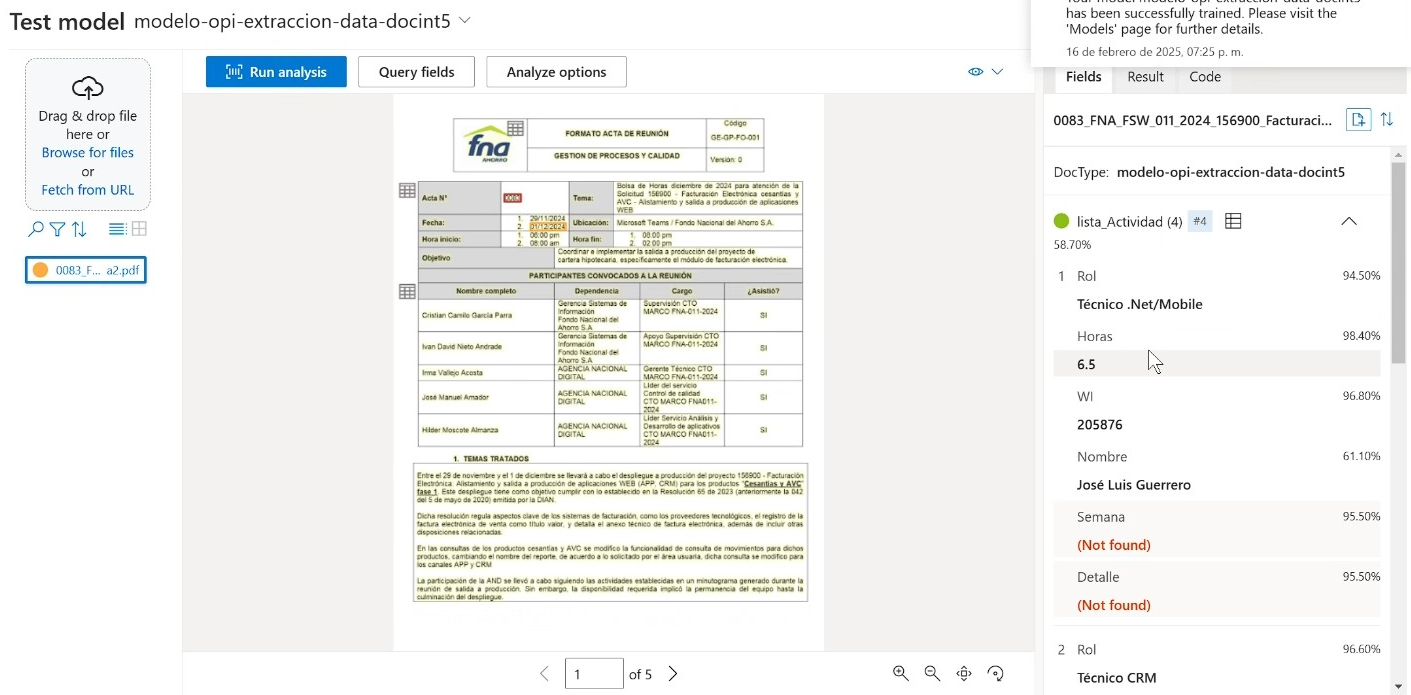 Test model modelo-opi-extraccion-data-docint5
has been successfully trained. Please visit the
'Models' page for further details.
16 de febrero de 2025, 07:25 p. m.
Drag & drop file
here or
Browse for files
or
Fetch from URL
0083_F... a2.pdf
Run analysis
Query fields
Analyze options
fna
AHORRO
FORMATO ACTA DE REUNIÓN
GESTION DE PROCESOS Y CALIDAD
Código
GE-GP-FO-001
Versión: 0
Acta N°
0083
Tema:
Bolsa de Horas diciembre de 2024 para atención de la
Solicitud 156900 - Facturación Electrónica cesantías y
AVC - Alistamiento y salida a producción de aplicaciones
WEB
Fecha:
1. 29/11/2024
2. 01/12/2024
Ubicación:
Microsoft Teams / Fondo Nacional del Ahorro S.A.
Hora inicio:
1. 06:00 pm
2. 08:00 am
Hora fin:
1. 08:00 pm
2. 02:00 pm
Objetivo
Coordinar e implementar la salida a producción del proyecto de
cartera hipotecaria, específicamente el módulo de facturación electrónica.
PARTICIPANTES CONVOCADOS A LA REUNIÓN
Nombre completo
Dependencia
Cargo
¿Asistió?
Cristian Camilo García Parra
Gerencia Sistemas de
Información
Fondo Nacional del
Ahorro S.A
Supervisión CTO
MARCO FNA-011-2024
SI
Ivan David Nieto Andrade
Gerencia Sistemas de
Información
Fondo Nacional del
Ahorro S.A
Apoyo Supervisión CTO
MARCO FNA-011-2024
SI
Irma Vallejo Acosta
AGENCIA NACIONAL
DIGITAL
Gerente Técnico CTO
MARCO FNA-011-2024
SI
José Manuel Amador
AGENCIA NACIONAL
DIGITAL
Líder del servicio
Control de calidad
CTO MARCO FNA011-
2024
SI
Hilder Moscote Almanza
AGENCIA NACIONAL
DIGITAL
Líder Servicio Análisis y
Desarrollo de aplicativos
CTO MARCO FNA011-
2024
SI
1. TEMAS TRATADOS
Entre el 29 de noviembre y el 1 de diciembre se llevará a cabo el despliegue a producción del proyecto 156900 - Facturación
Electrónica: Alistamiento y salida a producción de aplicaciones WEB (APP, CRM) para los productos "Cesantías y AVC"
fase 1. Este despliegue tiene como objetivo cumplir con lo establecido en la Resolución 65 de 2023 (anteriormente la 042
del 5 de mayo de 2020) emitida por la DIAN.
Dicha resolución regula aspectos clave de los sistemas de facturación, como los proveedores tecnológicos, el registro de la
factura electrónica de venta como título valor, y detalla el anexo técnico de factura electrónica, además de incluir otras
disposiciones relacionadas.
En las consultas de los productos cesantías y AVC se modifico la funcionalidad de consulta de movimientos para dichos
productos, cambiando el nombre del reporte, de acuerdo a lo solicitado por el área usuaria, dicha consulta se modifico para
los canales APP y CRM
La participación de la AND se llevó a cabo siguiendo las actividades establecidas en un minutograma generado durante la
reunión de salida a producción. Sin embargo, la disponibilidad requerida implicó la permanencia del equipo hasta la
culminación del despliegue.
1 of 5
Fields Result Code
0083_FNA_FSW_011_2024_156900_Facturaci...
DocType: modelo-opi-extraccion-data-docint5
lista_Actividad (4) #4
58.70%
1 Rol 94.50%
Técnico .Net/Mobile
Horas 98.40%
6.5
WI 96.80%
205876
Nombre 61.10%
José Luis Guerrero
Semana 95.50%
(Not found)
Detalle 95.50%
(Not found)
2 Rol 96.60%
Técnico CRM